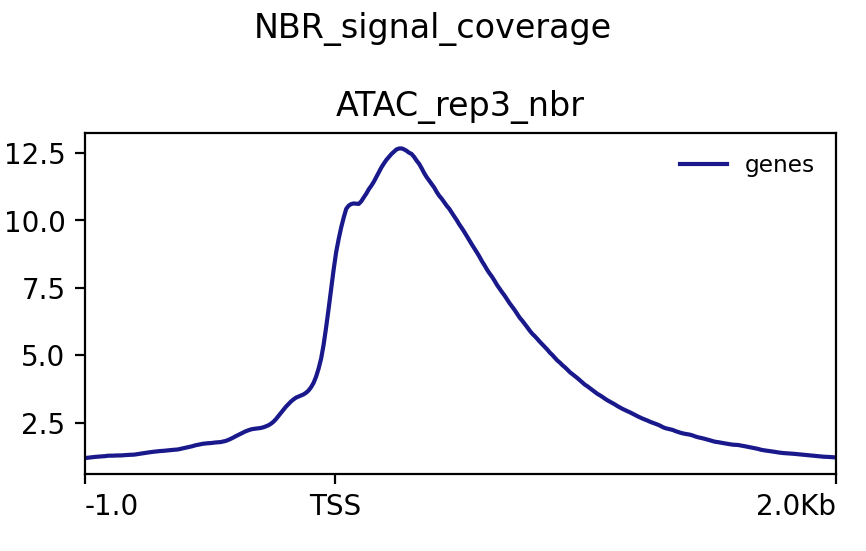 NBR_signal_coverage
ATAC_rep3_nbr
12.5
10.0
7.5
5.0
2.5
genes
-1.0
TSS
2.0Kb